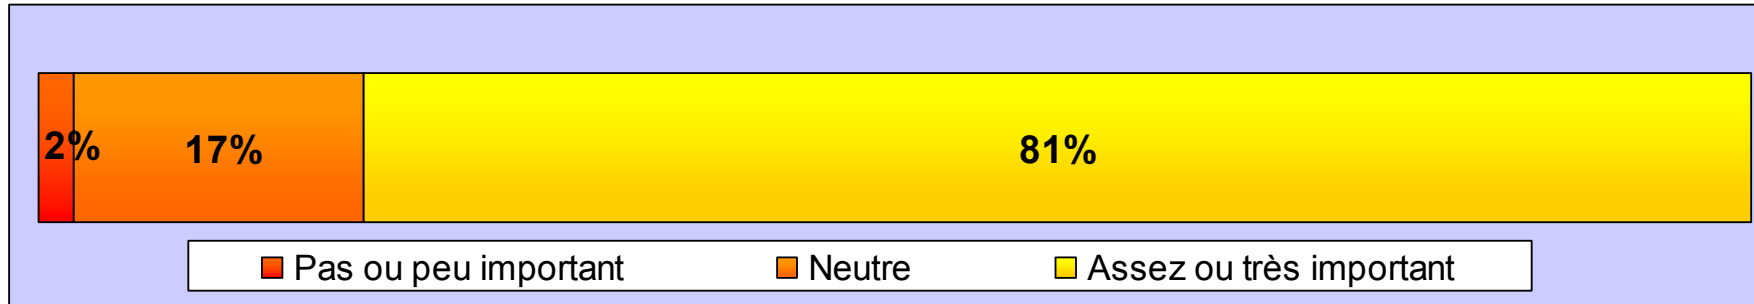 2% 17% 81%
Pas ou peu important Neutre Assez ou très important